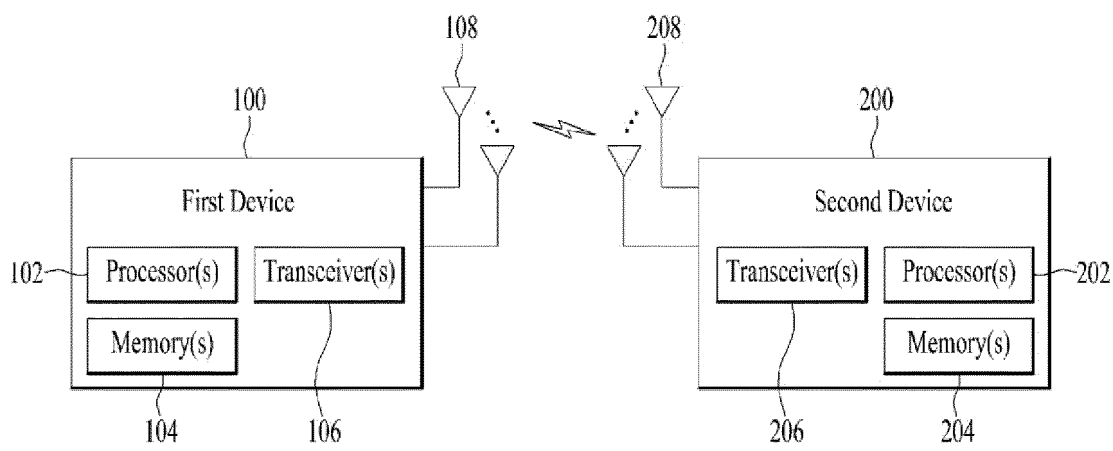 108
208
100
200
First Device
Second Device
102
Processor(s)
Transceiver(s)
Transceiver(s)
Processor(s)
202
Memory(s)
Memory(s)
104
106
206
204